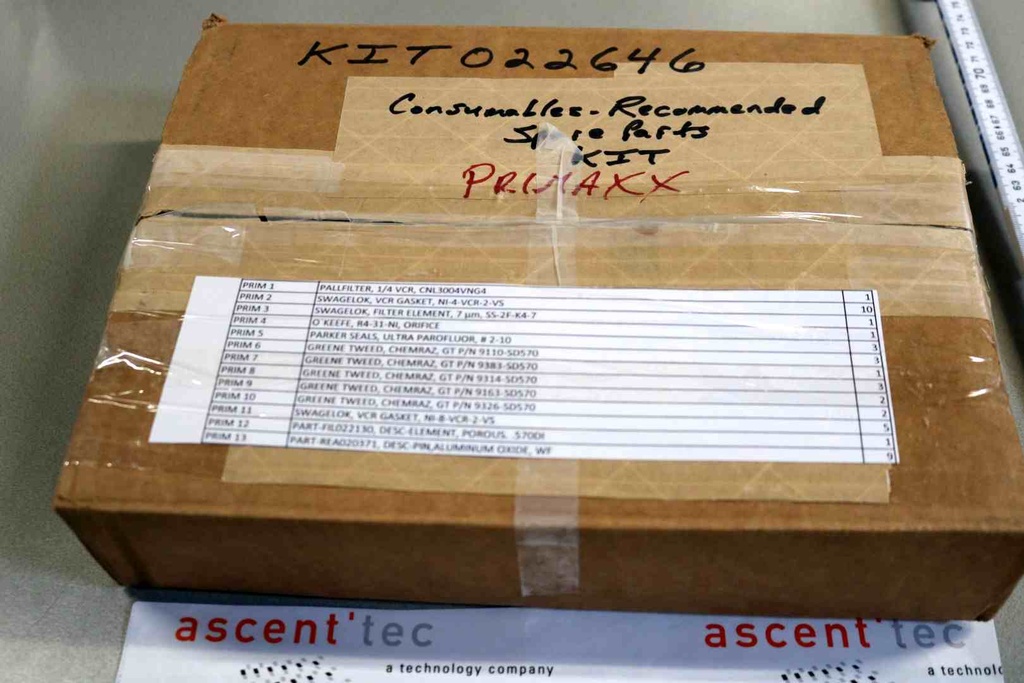 KIT022646
Consumables-Recommended
Spare Parts
KIT
PRIMAXX
PRIM 1 PALLFILTER, 1/4 VCR, CNL3004VNG4 1
PRIM 2 SWAGELOK, VCR GASKET, NI-4-VCR-2-VS 10
PRIM 3 SWAGELOK, FILTER ELEMENT, 7 µm, SS-2F-K4-7 1
PRIM 4 O´KEEFE, R4-31-NI, ORIFICE 1
PRIM 5 PARKER SEALS, ULTRA PAROFLUOR, # 2-10 3
PRIM 6 GREENE TWEED, CHEMRAZ, GT P/N 9110-SD570 3
PRIM 7 GREENE TWEED, CHEMRAZ, GT P/N 9383-SD570 1
PRIM 8 GREENE TWEED, CHEMRAZ, GT P/N 9314-SD570 3
PRIM 9 GREENE TWEED, CHEMRAZ, GT P/N 9163-SD570 2
PRIM 10 GREENE TWEED, CHEMRAZ, GT P/N 9326-SD570 2
PRIM 11 SWAGELOK, VCR GASKET, NI-8-VCR-2-VS 5
PRIM 12 PART-FIL022130, DESC-ELEMENT, POROUS, .570DI 1
PRIM 13 PART-REA020371, DESC-PIN,ALUMINUM OXIDE, WF 9
ascent'tec ascent'tec
a technology company a technolo
70